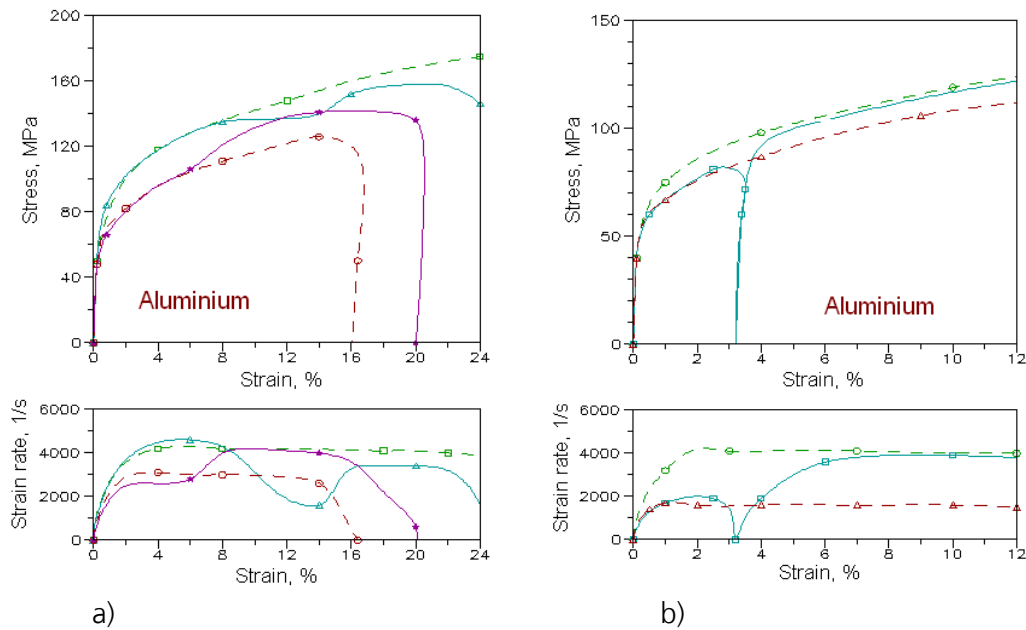 200
160
120
80
40
0
Stress, MPa
Aluminium
0 4 8 12 16 20 24
Strain, %
6000
4000
2000
0
Strain rate, 1/s
0 4 8 12 16 20 24
Strain, %
a)
150
100
50
0
Stress, MPa
Aluminium
0 2 4 6 8 10 12
Strain, %
6000
4000
2000
0
Strain rate, 1/s
0 2 4 6 8 10 12
Strain, %
b)